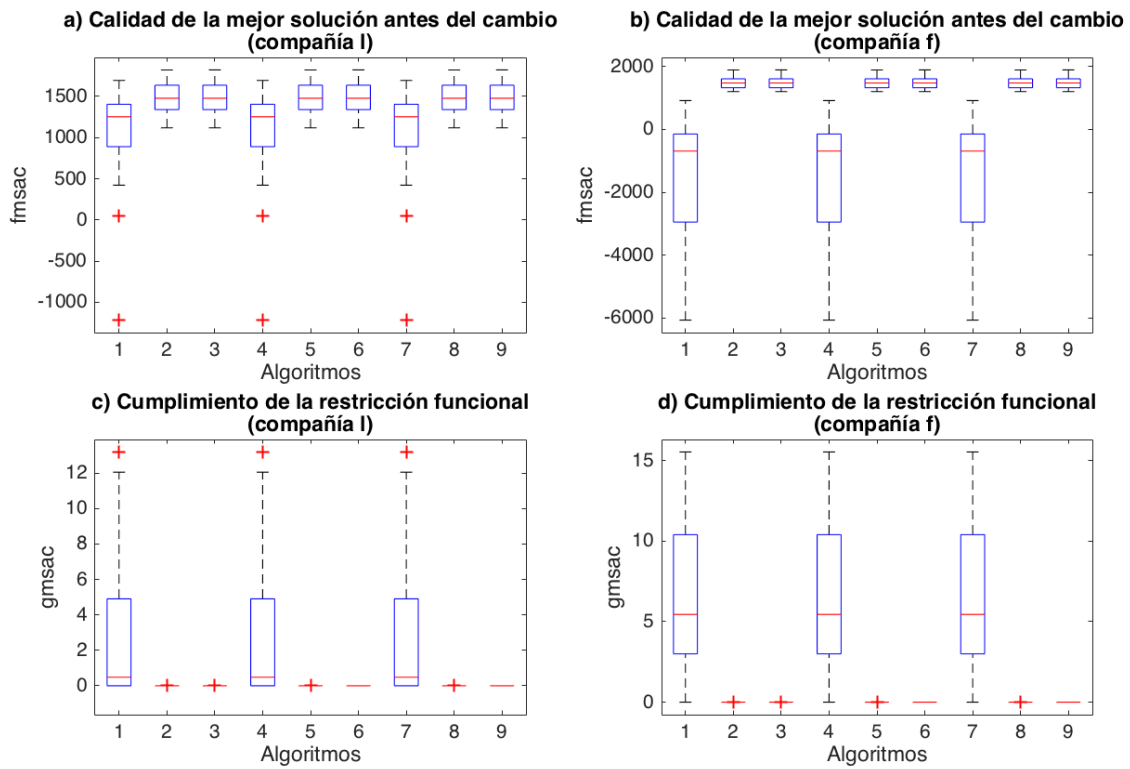 a) Calidad de la mejor solución antes del cambio
(compañía l)
1500
1000
500
0
-500
-1000
fmsac
1 2 3 4 5 6 7 8 9
Algoritmos
b) Calidad de la mejor solución antes del cambio
(compañía f)
2000
0
-2000
-4000
-6000
fmsac
1 2 3 4 5 6 7 8 9
Algoritmos
c) Cumplimiento de la restricción funcional
(compañía l)
12
10
8
6
4
2
0
gmsac
1 2 3 4 5 6 7 8 9
Algoritmos
d) Cumplimiento de la restricción funcional
(compañía f)
15
10
5
0
gmsac
1 2 3 4 5 6 7 8 9
Algoritmos